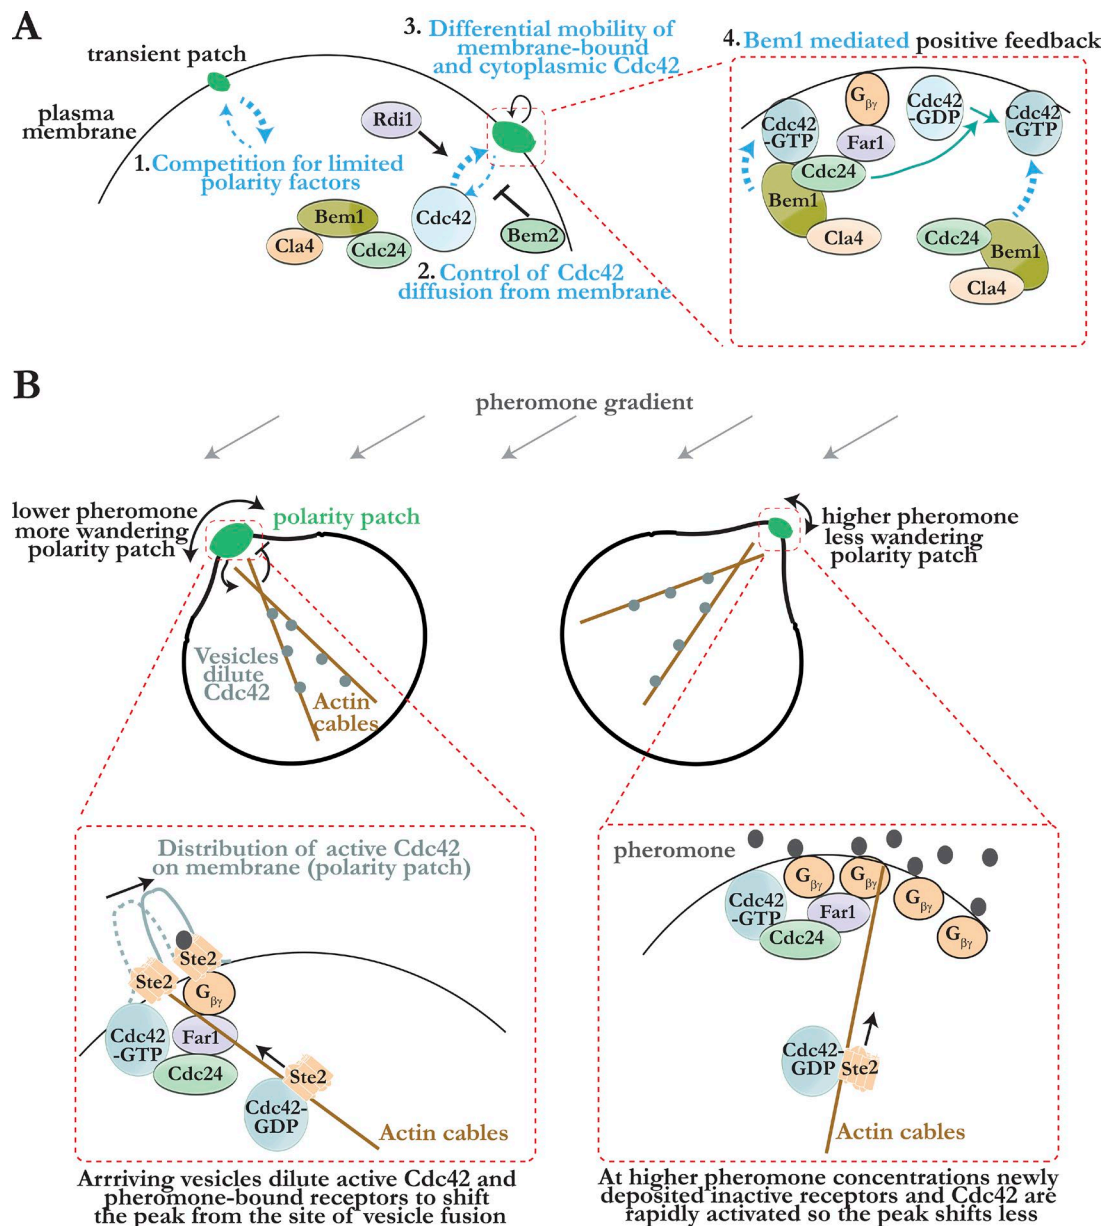 A
transient patch
plasma
membrane
1. Competition for limited
polarity factors
3. Differential mobility of
membrane-bound
and cytoplasmic Cdc42
Rdi1
Bem1
Cla4
Cdc24
Cdc42
Bem2
2. Control of Cdc42
diffusion from membrane
4. Bem1 mediated positive feedback
Cdc42
-GTP
Gβγ
Far1
Cdc24
Bem1
Cla4
Cdc42
-GDP
Cdc42
-GTP
Cdc24
Bem1
Cla4
B
pheromone gradient
lower pheromone
more wandering
polarity patch
polarity patch
Vesicles
dilute
Cdc42
Actin
cables
higher pheromone
less wandering
polarity patch
Distribution of active Cdc42
on membrane (polarity patch)
Ste2
Ste2
Gβγ
Cdc42
-GTP
Far1
Cdc24
Ste2
Cdc42-
GDP
Actin cables
Arrriving vesicles dilute active Cdc42 and
pheromone-bound receptors to shift
the peak from the site of vesicle fusion
pheromone
Gβγ
Gβγ
Gβγ
Gβγ
Cdc42
-GTP
Far1
Cdc24
Cdc42-
GDP
Ste2
Actin cables
At higher pheromone concentrations newly
deposited inactive receptors and Cdc42 are
rapidly activated so the peak shifts less